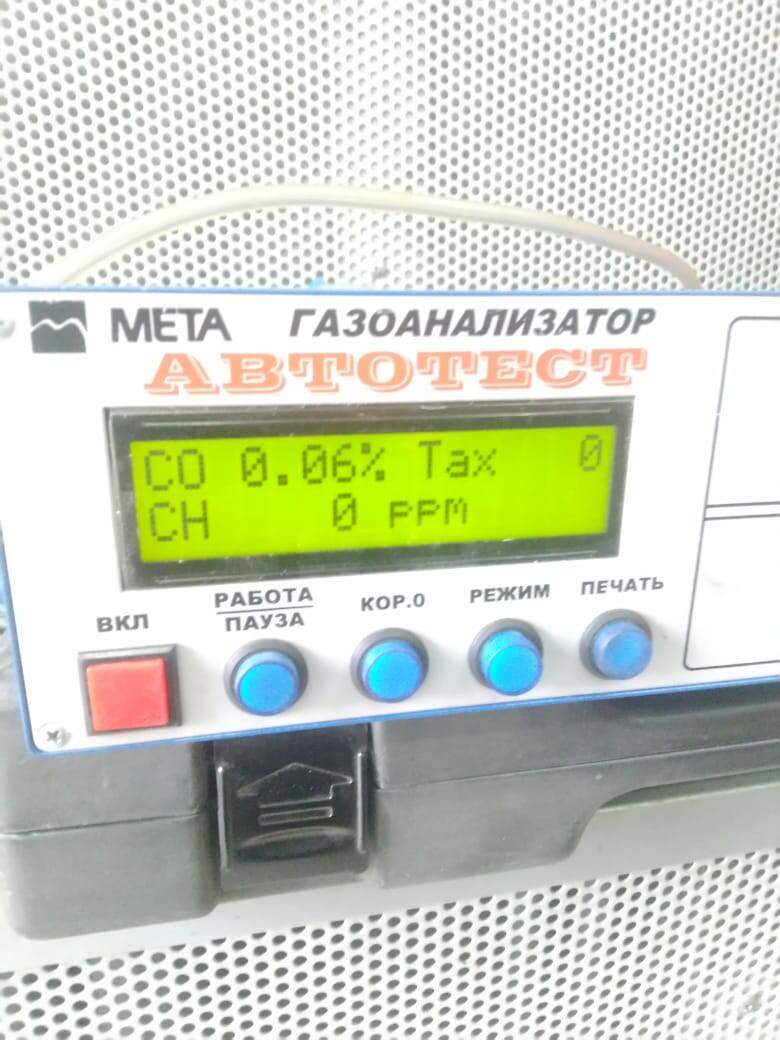 МЕТА ГАЗОАНАЛИЗАТОР
АВТОТЕСТ
CO 0.06% Tax 0
CH 0 ppm
ВКЛ
РАБОТА
ПАУЗА
КОР.0
РЕЖИМ
ПЕЧАТЬ